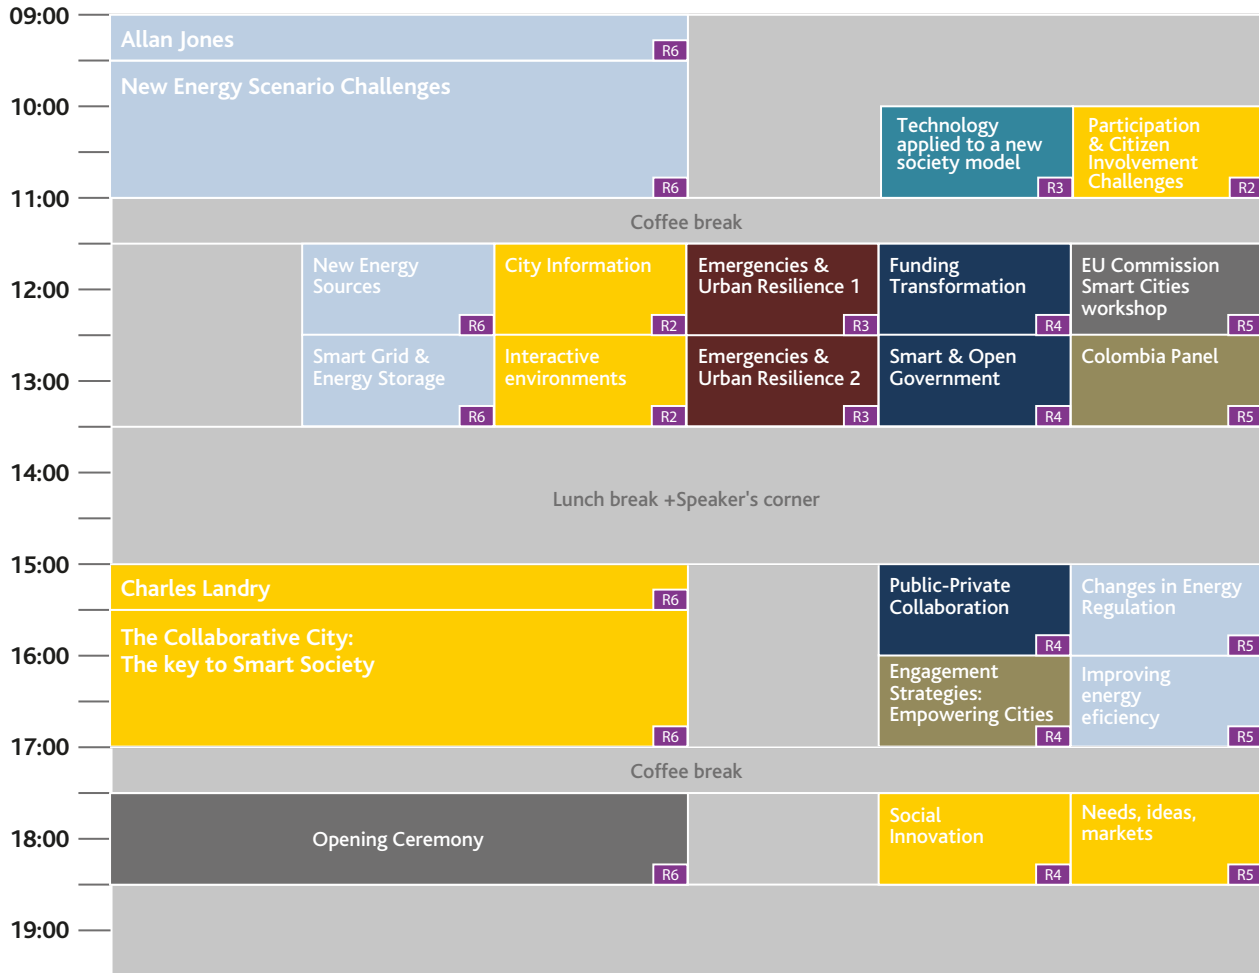 09:00
Allan Jones
R6
New Energy Scenario Challenges
R6
10:00
Technology
applied to a new
society model
R3
Participation
& Citizen
Involvement
Challenges
R2
11:00
Coffee break
New Energy
Sources
R6
City Information
R2
Emergencies &
Urban Resilience 1
R3
Funding
Transformation
R4
EU Commission
Smart Cities
workshop
R5
12:00
Smart Grid &
Energy Storage
R6
Interactive
environments
R2
Emergencies &
Urban Resilience 2
R3
Smart & Open
Government
R4
Colombia Panel
R5
13:00
14:00
Lunch break +Speaker's corner
15:00
Charles Landry
R6
The Collaborative City:
The key to Smart Society
R6
Public-Private
Collaboration
R4
Changes in Energy
Regulation
R5
16:00
Engagement
Strategies:
Empowering Cities
R4
Improving
energy
eficiency
R5
17:00
Coffee break
Opening Ceremony
R6
Social
Innovation
R4
Needs, ideas,
markets
R5
18:00
19:00